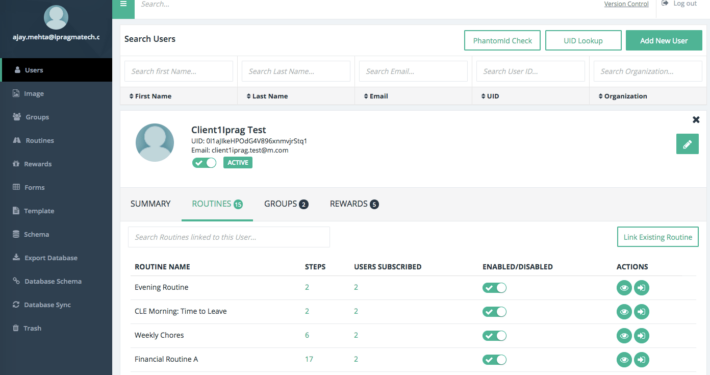 Search...
Version Control
Log out
ajay.mehta@lpragmatech.c
Users
Image
Groups
Routines
Rewards
Forms
Template
Schema
Export Database
Database Schema
Database Sync
Trash
Search Users
PhantomId Check
UID Lookup
Add New User
Search first Name...
Search Last Name...
Search Email...
Search User ID...
Search Organization...
First Name
Last Name
Email
UID
Organization
Client1Iprag Test
UID: 0I1aJIkeHPOdG4V896xnmvjrStq1
Email: client1iprag.test@m.com
ACTIVE
SUMMARY
ROUTINES 15
GROUPS 2
REWARDS 5
Search Routines linked to this User...
Link Existing Routine
ROUTINE NAME STEPS USERS SUBSCRIBED ENABLED/DISABLED ACTIONS
Evening Routine 2 2
CLE Morning: Time to Leave 2 2
Weekly Chores 6 2
Financial Routine A 17 2